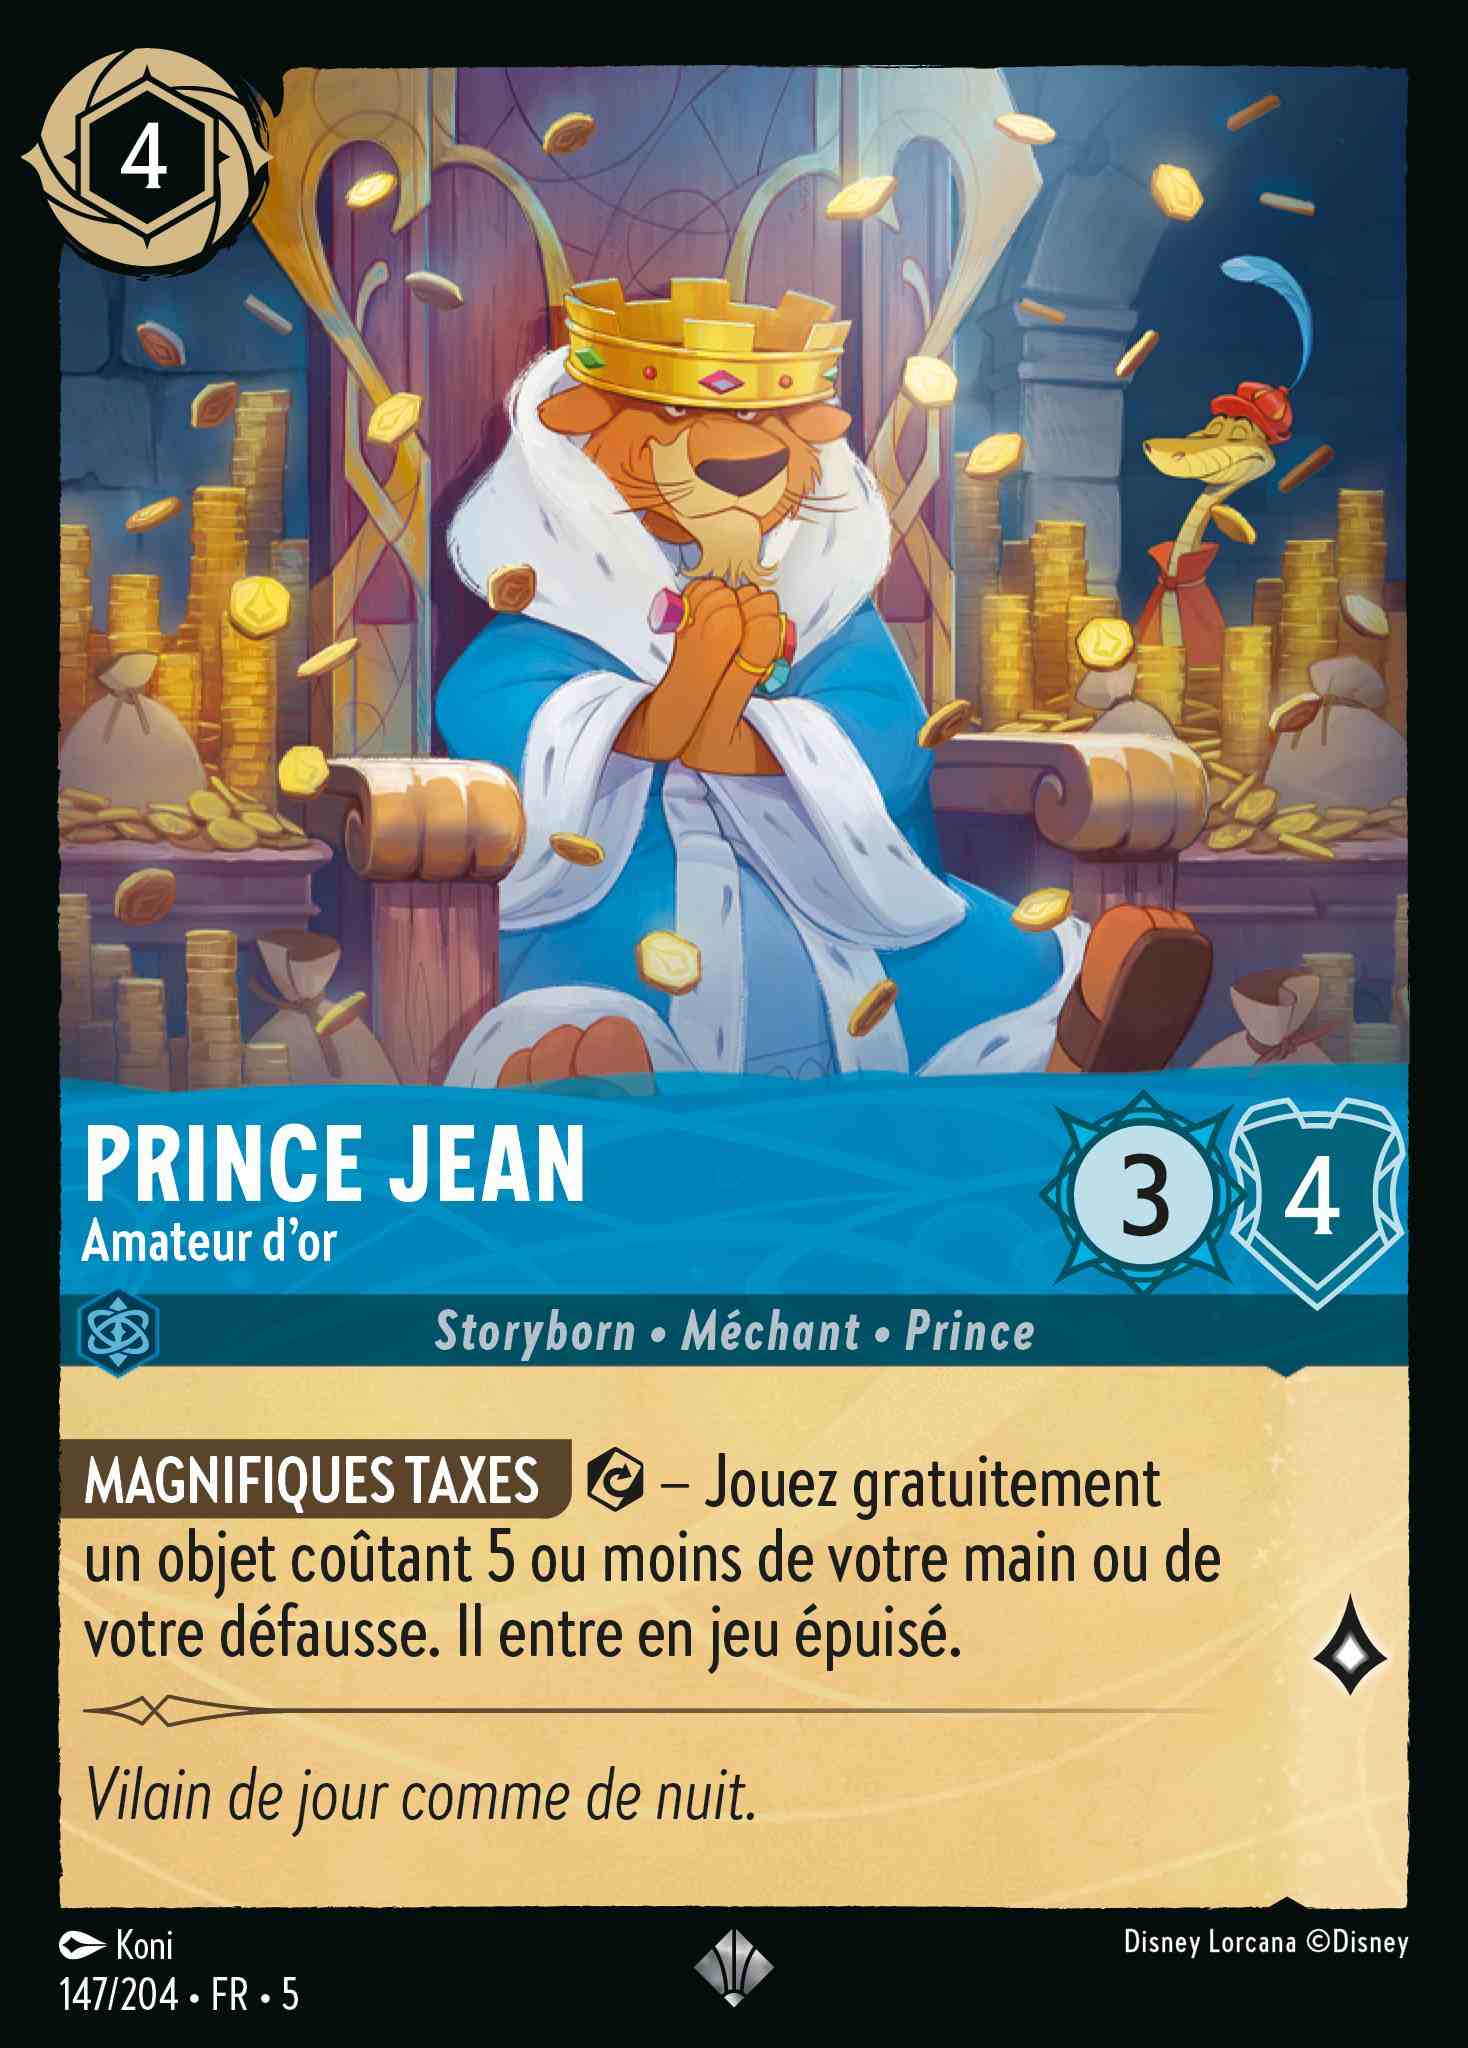 4
PRINCE JEAN
Amateur d'or
3
4
Storyborn • Méchant • Prince
MAGNIFIQUES TAXES – Jouez gratuitement
un objet coûtant 5 ou moins de votre main ou de
votre défausse. Il entre en jeu épuisé.
Vilain de jour comme de nuit.
Koni
Disney Lorcana ©Disney
147/204 • FR • 5